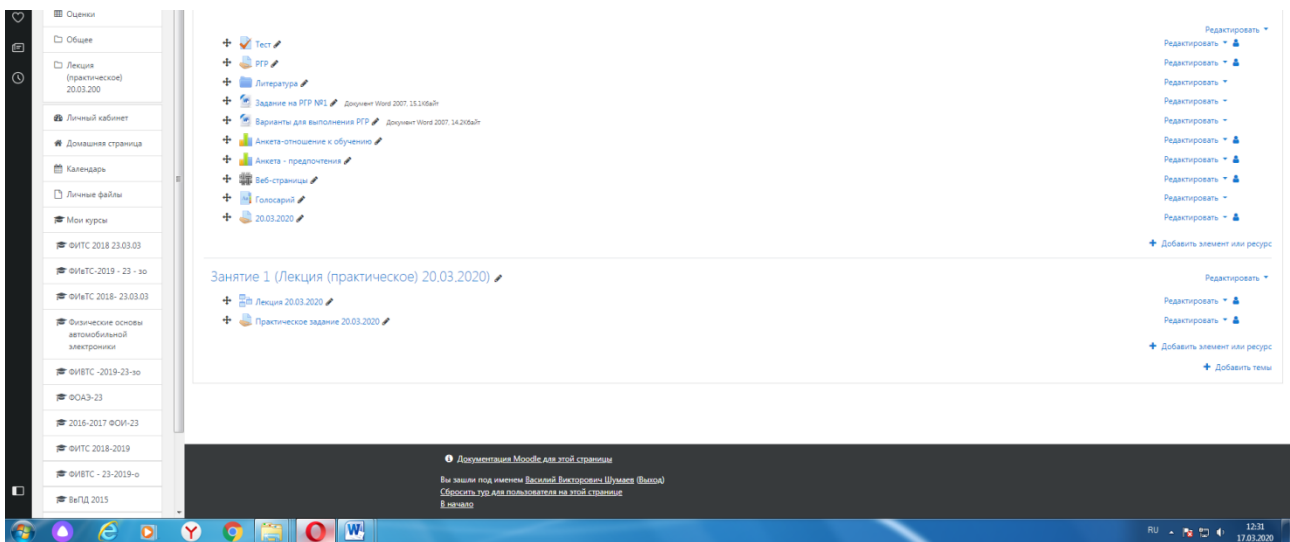 Оценки
Общее
Лекция
(практическое)
20.03.200
Личный кабинет
Домашняя страница
Календарь
Личные файлы
Мои курсы
ФИТС 2018 23.03.03
ФИвТС-2019 - 23 - зо
ФИвТС 2018- 23.03.03
Физические основы
автомобильной
электроники
ФИВТС -2019-23-зо
ФОАЭ-23
2016-2017 ФОИ-23
ФИТС 2018-2019
ФИВТС - 23-2019-о
ВвПД 2015
Редактировать
Тест Редактировать
РГР Редактировать
Литература Редактировать
Задание на РГР №1 Документ Word 2007, 15.1Кбайт Редактировать
Варианты для выполнения РГР Документ Word 2007, 14.2Кбайт Редактировать
Анкета-отношение к обучению Редактировать
Анкета - предпочтения Редактировать
Веб-страницы Редактировать
Голосарий Редактировать
20.03.2020 Редактировать
Добавить элемент или ресурс
Занятие 1 (Лекция (практическое) 20.03.2020) Редактировать
Лекция 20.03.2020 Редактировать
Практическое задание 20.03.2020 Редактировать
Добавить элемент или ресурс
Добавить темы
Документация Moodle для этой страницы
Вы зашли под именем Василий Викторович Шумаев (Выход)
Сбросить тур для пользователя на этой странице
В начало
RU 12:31
17.03.2020